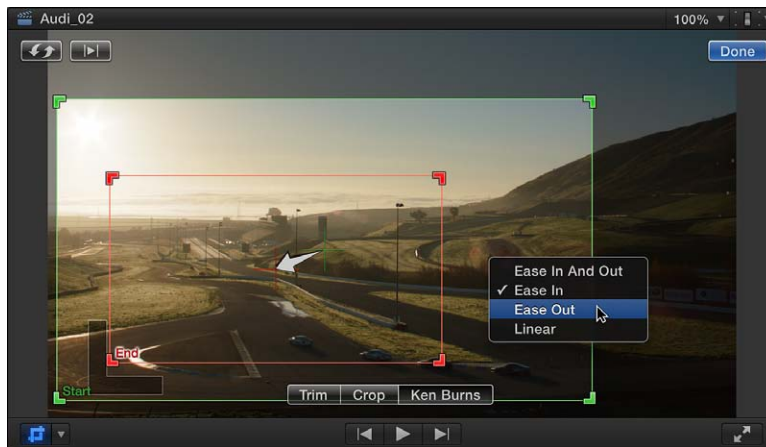 Audi_02
100%
Done
Ease In And Out
✓ Ease In
Ease Out
Linear
End
Start
Trim Crop Ken Burns